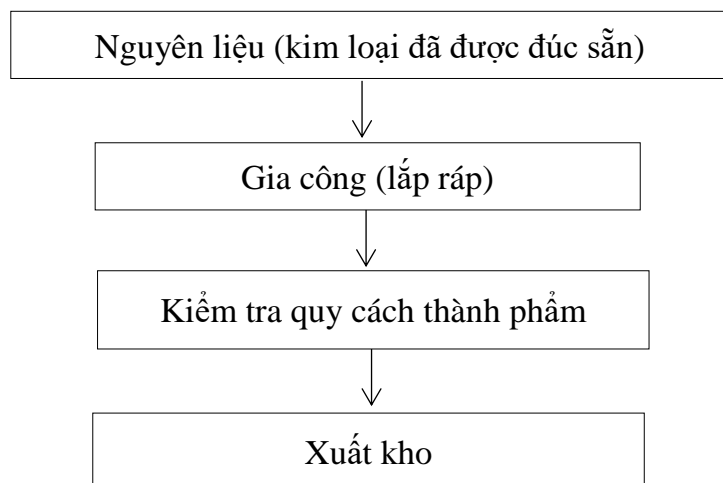 Nguyên liệu (kim loại đã được đúc sẵn)
Gia công (lắp ráp)
Kiểm tra quy cách thành phẩm
Xuất kho